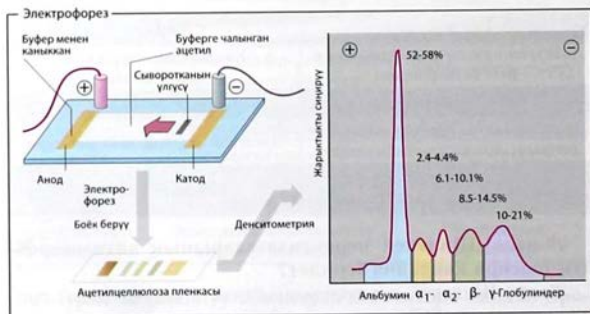 Электрофорез
Буфер менен
каныккан
Буферге чалынган
ацетил
Сыворотканын
үлгүсү
+
−
Анод
Катод
Электро-
форез
Боёк берүү
Денситометрия
Ацетилцеллюлоза пленкасы
Жарыктыкты сиңирүү
+
−
52-58%
2.4-4.4%
6.1-10.1%
8.5-14.5%
10-21%
Альбумин α₁- α₂- β- γ-Глобулиндер